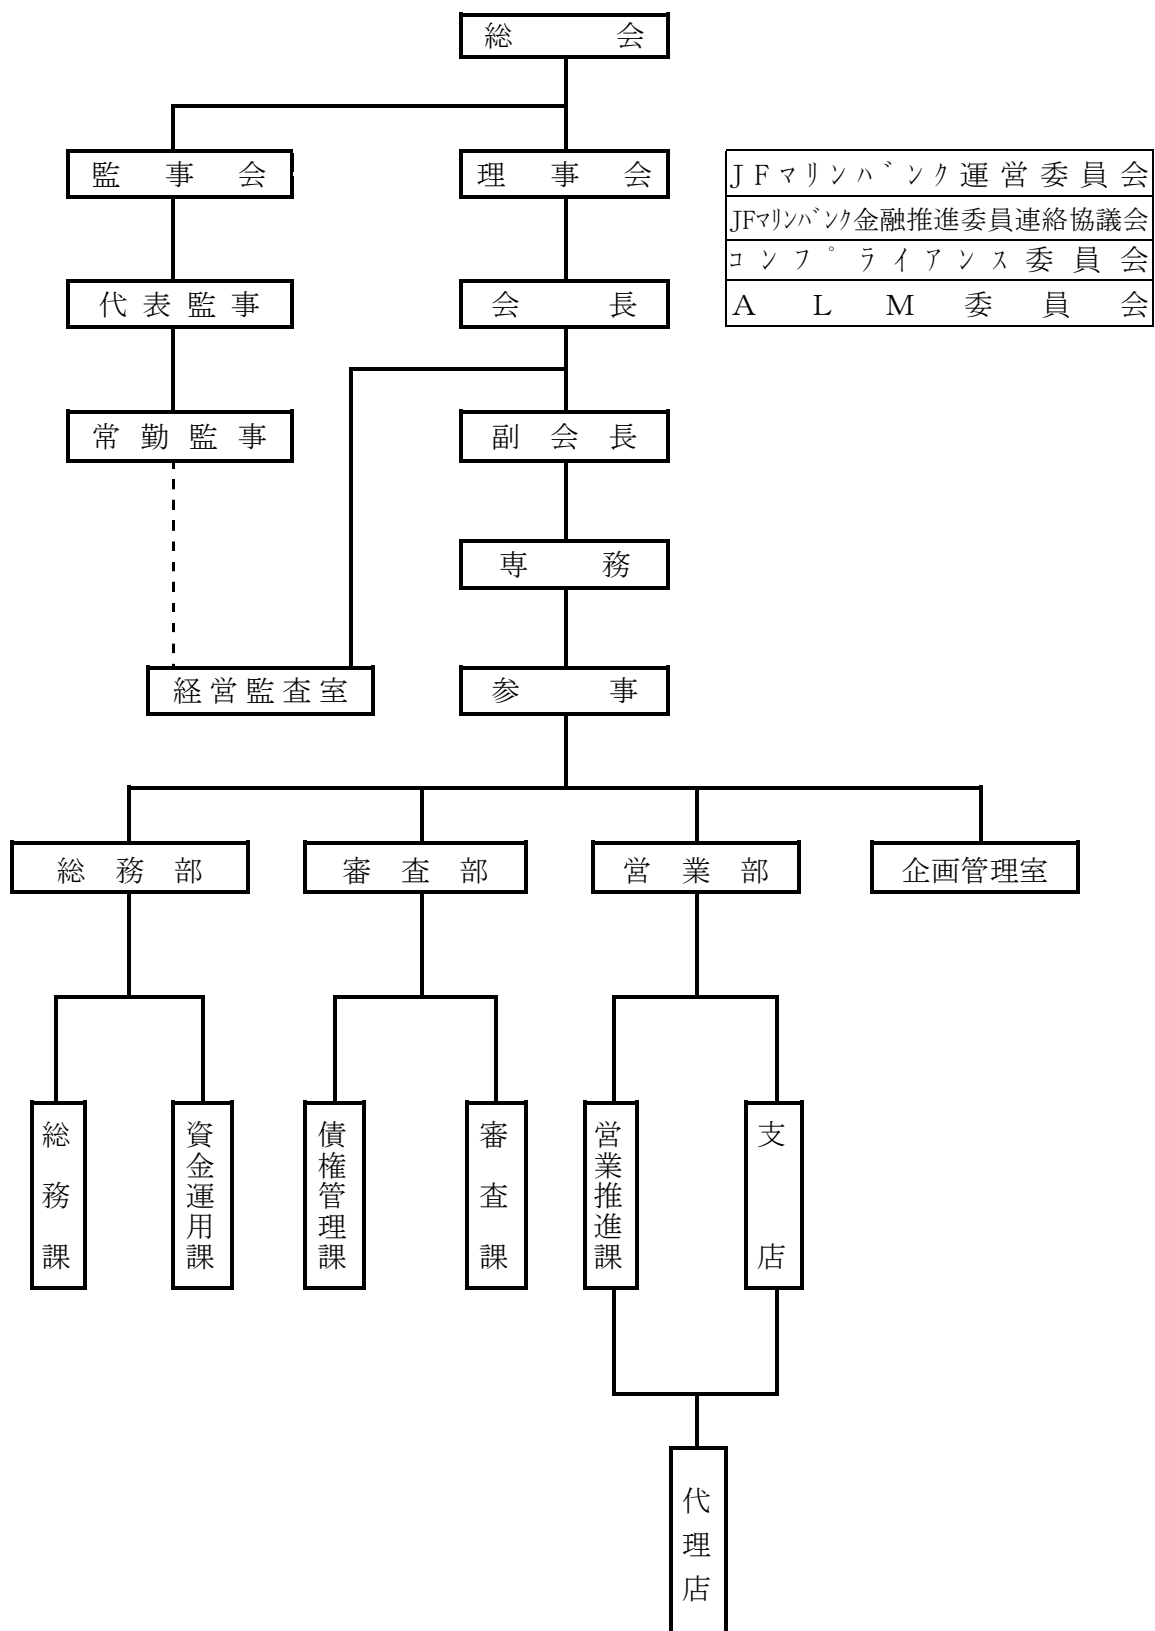 総会
監事会
理事会
JFマリンバンク運営委員会
JFマリンバンク金融推進委員連絡協議会
コンプライアンス委員会
ALM委員会
代表監事
会長
常勤監事
副会長
専務
経営監査室
参事
総務部
審査部
営業部
企画管理室
総務課
資金運用課
債権管理課
審査課
営業推進課
支店
代理店